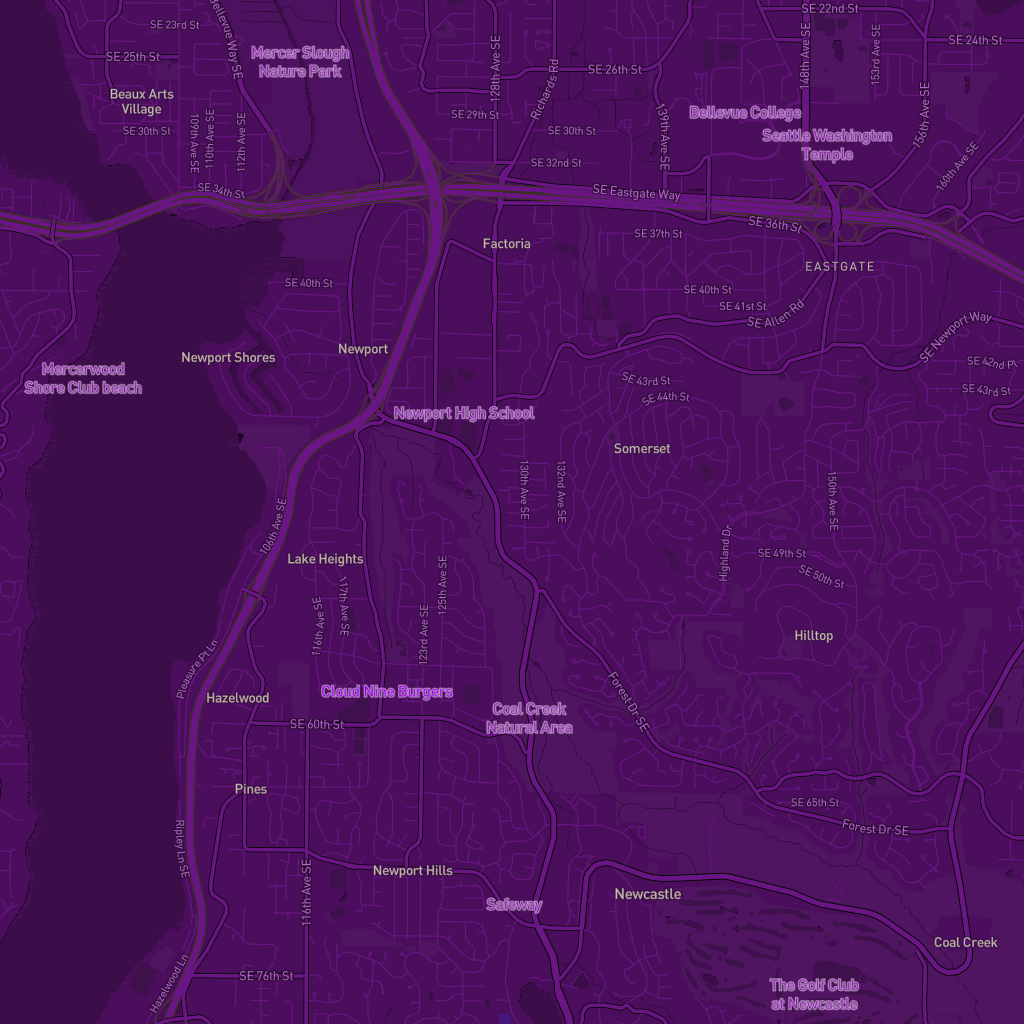 SE 22nd St
SE 23rd St
Bellevue Way SE
SE 24th St
SE 25th St
Mercer Slough
Nature Park
128th Ave SE
Richards Rd
SE 26th St
148th Ave SE
153rd Ave SE
156th Ave SE
Beaux Arts
Village
SE 30th St
109th Ave SE
110th Ave SE
112th Ave SE
SE 29th St
SE 30th St
139th Ave SE
Bellevue College
Seattle Washington
Temple
160th Ave SE
SE 32nd St
SE 34th St
SE Eastgate Way
SE 36th St
SE 37th St
Factoria
EASTGATE
SE 40th St
SE 40th St
SE 41st St
SE Allen Rd
SE Newport Way
Newport
Newport Shores
Mercerwood
Shore Club beach
SE 42nd Pl
SE 43rd St
SE 43rd St
SE 44th St
Newport High School
Somerset
130th Ave SE
132nd Ave SE
150th Ave SE
106th Ave SE
Highland Dr
Lake Heights
SE 49th St
SE 50th St
117th Ave SE
116th Ave SE
125th Ave SE
123rd Ave SE
Hilltop
Pleasure Pt Ln
Hazelwood
Cloud Nine Burgers
Coal Creek
Natural Area
Forest Dr SE
SE 60th St
Pines
SE 65th St
Forest Dr SE
Ripley Ln SE
116th Ave SE
Newport Hills
Newcastle
Safeway
Coal Creek
Hazelwood Ln
SE 76th St
The Golf Club
at Newcastle